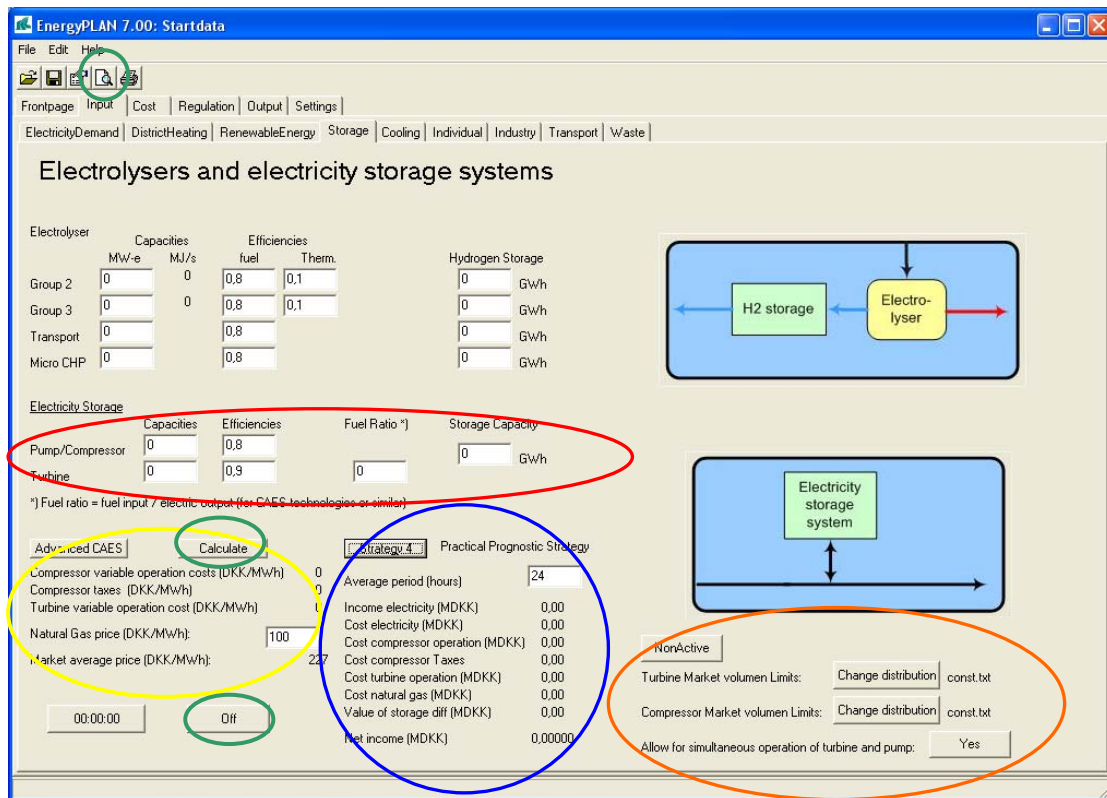 EnergyPLAN 7.00: Startdata
File Edit Help
Frontpage Input Cost Regulation Output Settings
ElectricityDemand DistrictHeating RenewableEnergy Storage Cooling Individual Industry Transport Waste
Electrolysers and electricity storage systems
Electrolyser Capacities Efficiencies
MW-e MJ/s fuel Therm. Hydrogen Storage
Group 2 0 0 0,8 0,1 0 GWh
Group 3 0 0 0,8 0,1 0 GWh
Transport 0 0,8 0 GWh
Micro CHP 0 0,8 0 GWh
H2 storage
Electro-
lyser
Electricity Storage
Capacities Efficiencies Fuel Ratio *) Storage Capacity
Pump/Compressor 0 0,8 0 GWh
Turbine 0 0,9 0
*) Fuel ratio = fuel input / electric output (for CAES technologies or similar)
Electricity
storage
system
Advanced CAES Calculate
Compressor variable operation costs (DKK/MWh) 0
Compressor taxes (DKK/MWh) 0
Turbine variable operation cost (DKK/MWh) 0
Natural Gas price (DKK/MWh): 100
Market average price (DKK/MWh): 227
00:00:00 Off
Strategy 4 Practical Prognostic Strategy
Average period (hours) 24
Income electricity (MDKK) 0,00
Cost electricity (MDKK) 0,00
Cost compressor operation (MDKK) 0,00
Cost compressor Taxes 0,00
Cost turbine operation (MDKK) 0,00
Cost natural gas (MDKK) 0,00
Value of storage diff (MDKK) 0,00
Net income (MDKK) 0,00000
NonActive
Turbine Market volumen Limits: Change distribution const.txt
Compressor Market volumen Limits: Change distribution const.txt
Allow for simultaneous operation of turbine and pump: Yes